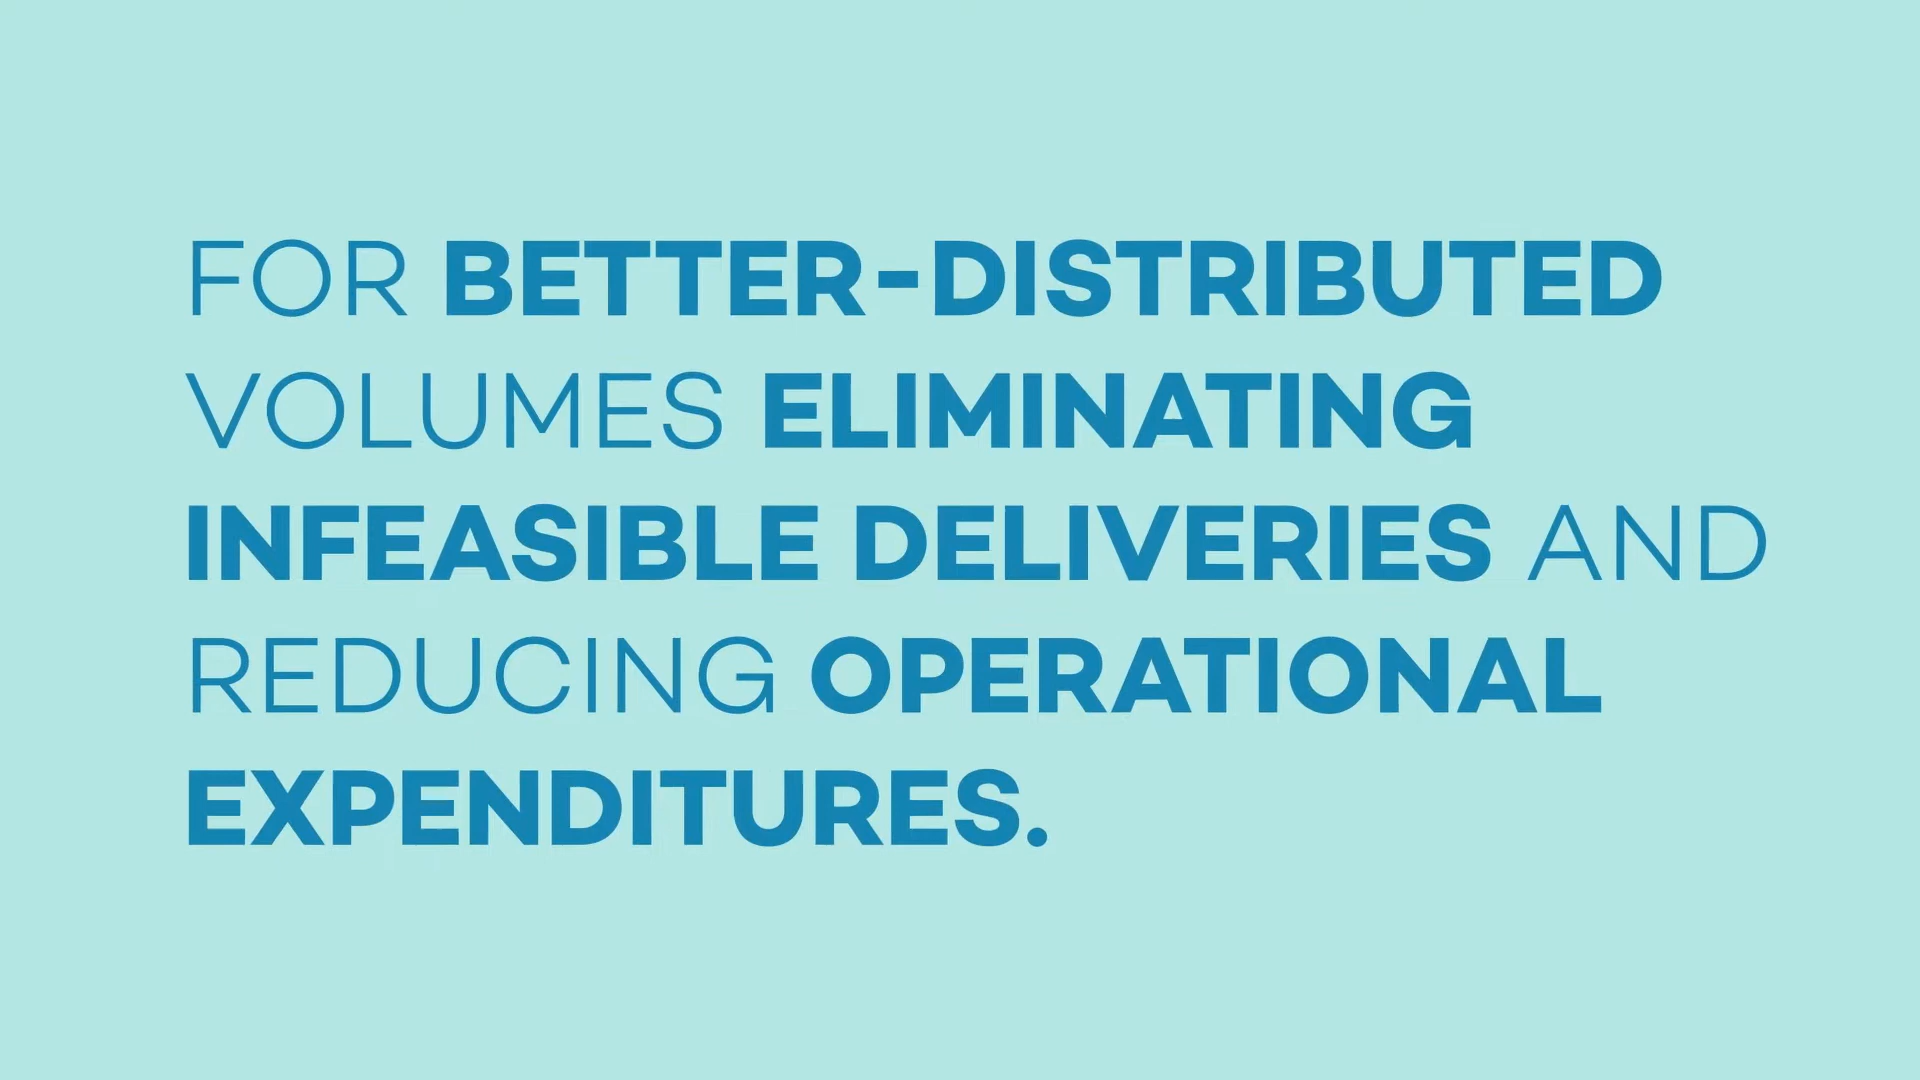 FOR BETTER-DISTRIBUTED
VOLUMES ELIMINATING
INFEASIBLE DELIVERIES AND
REDUCING OPERATIONAL
EXPENDITURES.